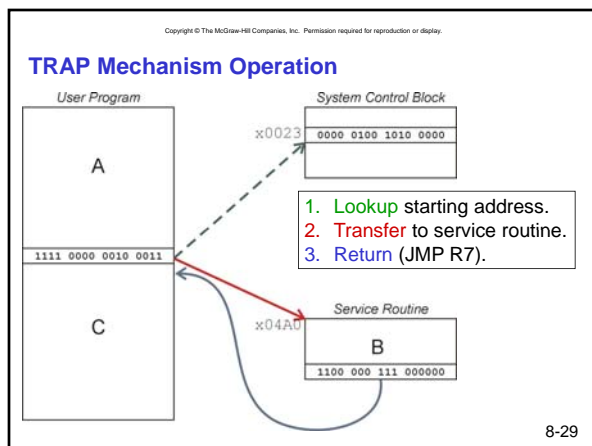 Copyright © The McGraw-Hill Companies, Inc. Permission required for reproduction or display.
TRAP Mechanism Operation
User Program
System Control Block
x0023
0000 0100 1010 0000
A
1. Lookup starting address.
2. Transfer to service routine.
3. Return (JMP R7).
1111 0000 0010 0011
Service Routine
x04A0
C
B
1100 000 111 000000
8-29